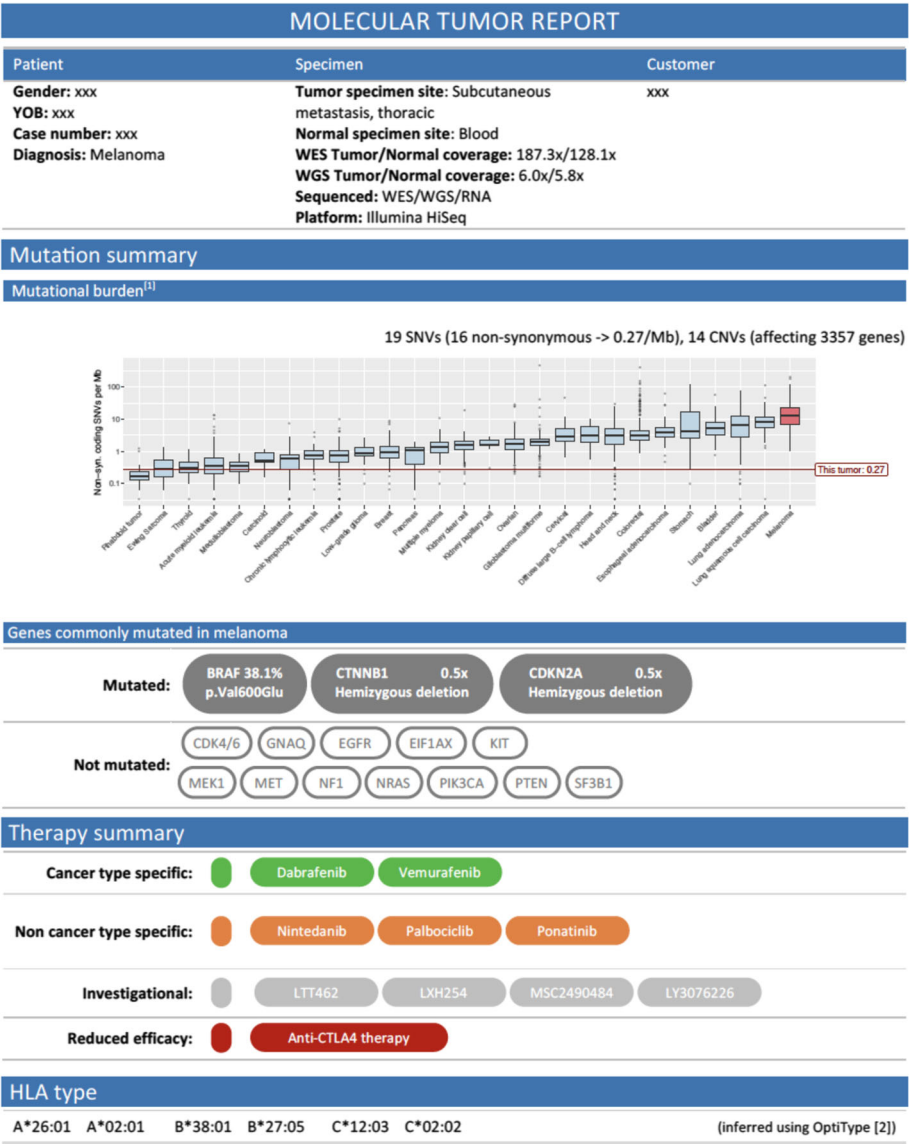 MOLECULAR TUMOR REPORT
Patient
Specimen
Customer
Gender: xxx
YOB: xxx
Case number: xxx
Diagnosis: Melanoma
Tumor specimen site: Subcutaneous
metastasis, thoracic
Normal specimen site: Blood
WES Tumor/Normal coverage: 187.3x/128.1x
WGS Tumor/Normal coverage: 6.0x/5.8x
Sequenced: WES/WGS/RNA
Platform: Illumina HiSeq
xxx
Mutation summary
Mutational burden[1]
19 SNVs (16 non-synonymous -> 0.27/Mb), 14 CNVs (affecting 3357 genes)
Non-syn. coding SNVs per Mb
100
10
1
0.1
This tumor: 0.27
Rhabdoid tumor
Ewing Sarcoma
Thyroid
Acute myeloid leukemia
Medulloblastoma
Carcinoid
Neuroblastoma
Chronic lymphocytic leukemia
Prostate
Low-grade glioma
Breast
Pancreas
Multiple myeloma
Kidney clear cell
Kidney papillary cell
Ovarian
Glioblastoma multiforme
Cervical
Diffuse large B-cell lymphoma
Head and neck
Colorectal
Esophageal adenocarcinoma
Stomach
Bladder
Lung adenocarcinoma
Lung squamous cell carcinoma
Melanoma
Genes commonly mutated in melanoma
Mutated:
BRAF 38.1%
p.Val600Glu
CTNNB1 0.5x
Hemizygous deletion
CDKN2A 0.5x
Hemizygous deletion
Not mutated:
CDK4/6 GNAQ EGFR EIF1AX KIT
MEK1 MET NF1 NRAS PIK3CA PTEN SF3B1
Therapy summary
Cancer type specific: Dabrafenib Vemurafenib
Non cancer type specific: Nintedanib Palbociclib Ponatinib
Investigational: LTT462 LXH254 MSC2490484 LY3076226
Reduced efficacy: Anti-CTLA4 therapy
HLA type
A*26:01 A*02:01 B*38:01 B*27:05 C*12:03 C*02:02 (inferred using OptiType [2])